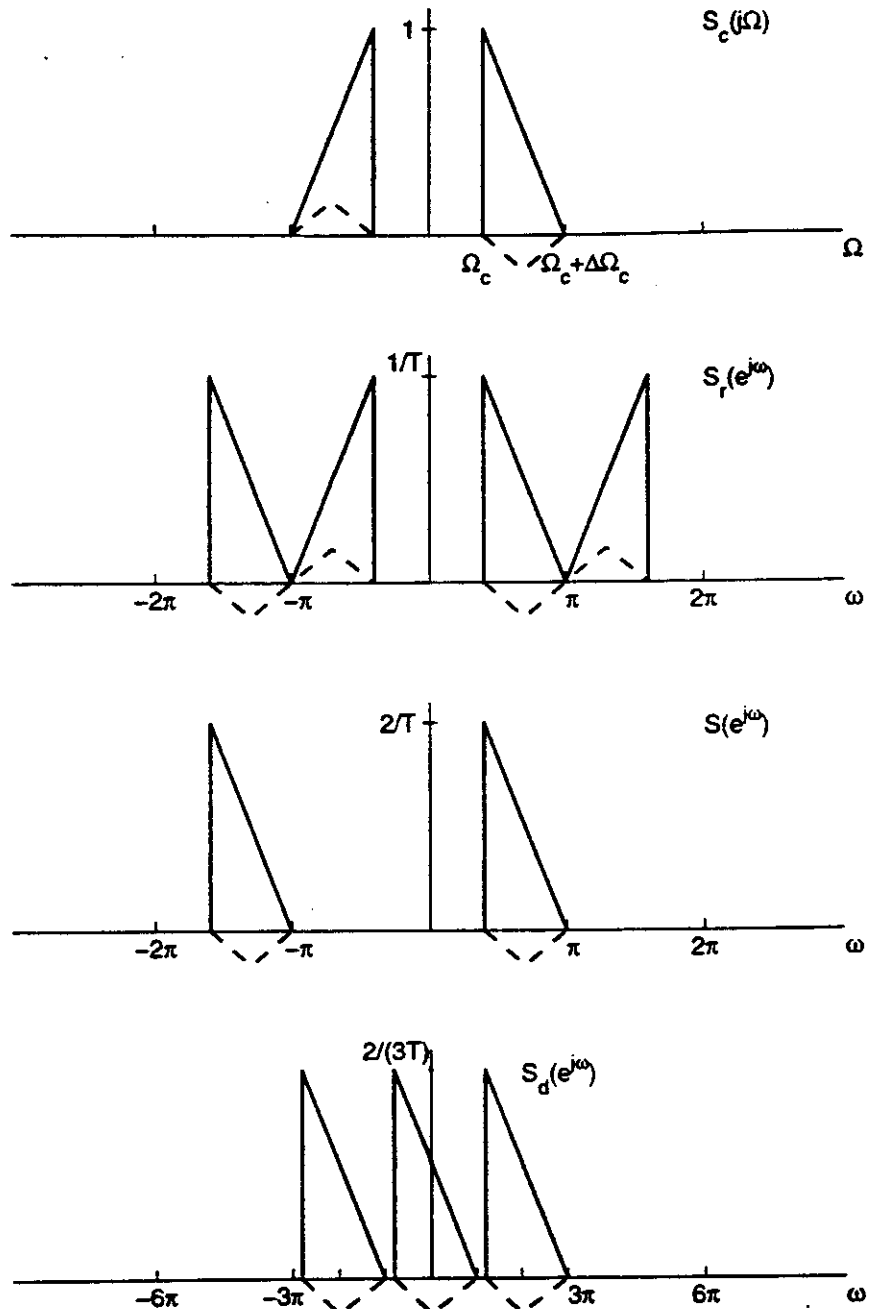 1
S_c(jΩ)
Ω_c
Ω_c+ΔΩ_c
Ω
1/T
S_r(e^{jω})
−2π
−π
π
2π
ω
2/T
S(e^{jω})
−2π
−π
π
2π
ω
2/(3T)
S_d(e^{jω})
−6π
−3π
3π
6π
ω